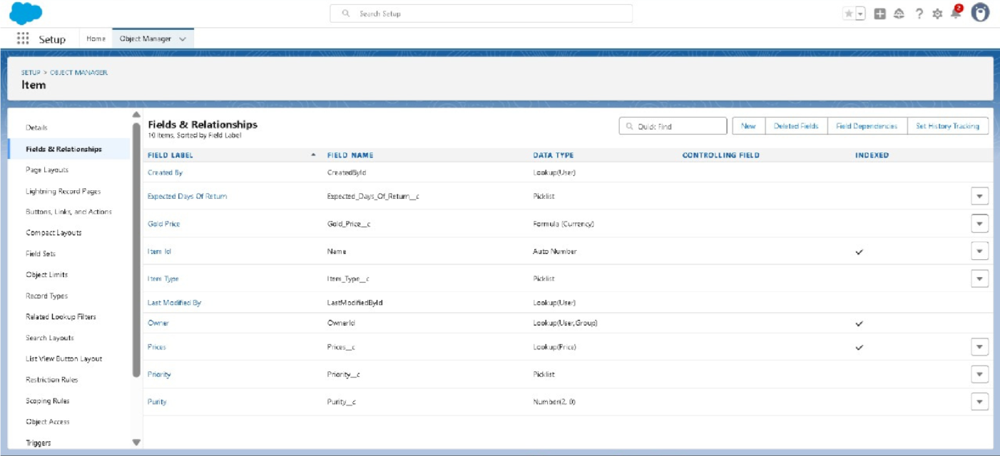 Search Setup
2
Setup Home Object Manager
SETUP > OBJECT MANAGER
Item
Details
Fields & Relationships
Page Layouts
Lightning Record Pages
Buttons, Links, and Actions
Compact Layouts
Field Sets
Object Limits
Record Types
Related Lookup Filters
Search Layouts
List View Button Layout
Restriction Rules
Scoping Rules
Object Access
Triggers
Fields & Relationships
10 Items, Sorted by Field Label
Quick Find
New Deleted Fields Field Dependencies Set History Tracking
FIELD LABEL FIELD NAME DATA TYPE CONTROLLING FIELD INDEXED
Created By CreatedById Lookup(User)
Expected Days Of Return Expected_Days_Of_Return__c Picklist
Gold Price Gold_Price__c Formula (Currency)
Item Id Name Auto Number
Item Type Item_Type__c Picklist
Last Modified By LastModifiedById Lookup(User)
Owner OwnerId Lookup(User,Group)
Prices Prices__c Lookup(Price)
Priority Priority__c Picklist
Purity Purity__c Number(2, 0)